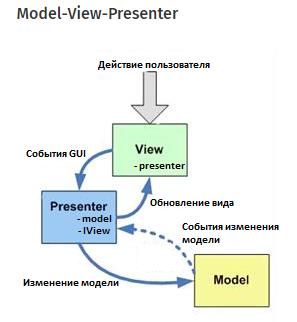 Model-View-Presenter
Действие пользователя
События GUI
View
- presenter
Обновление вида
Presenter
- model
- IView
События изменения
модели
Изменение модели
Model